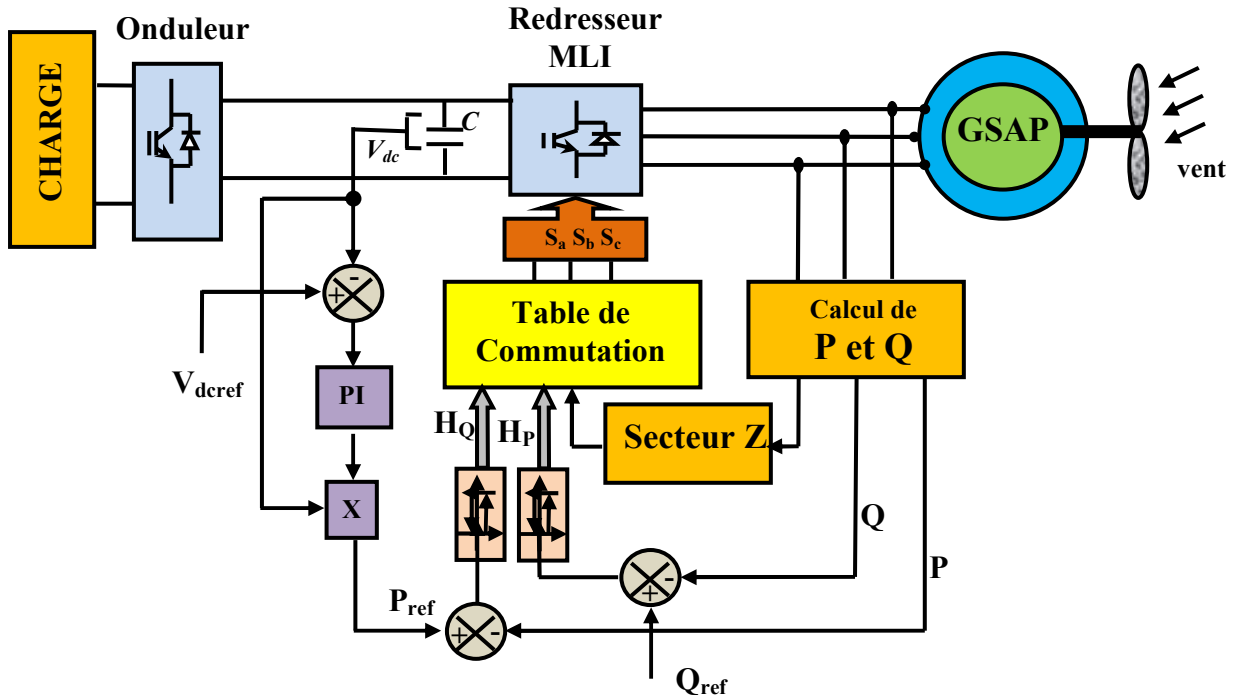 Onduleur
Redresseur
MLI
CHARGE
C
V_dc
GSAP
vent
S_a S_b S_c
-
+
Table de
Commutation
Calcul de
P et Q
V_dcref
PI
H_Q
H_P
Secteur Z
X
Q
P
-
+
P_ref
+
-
Q_ref